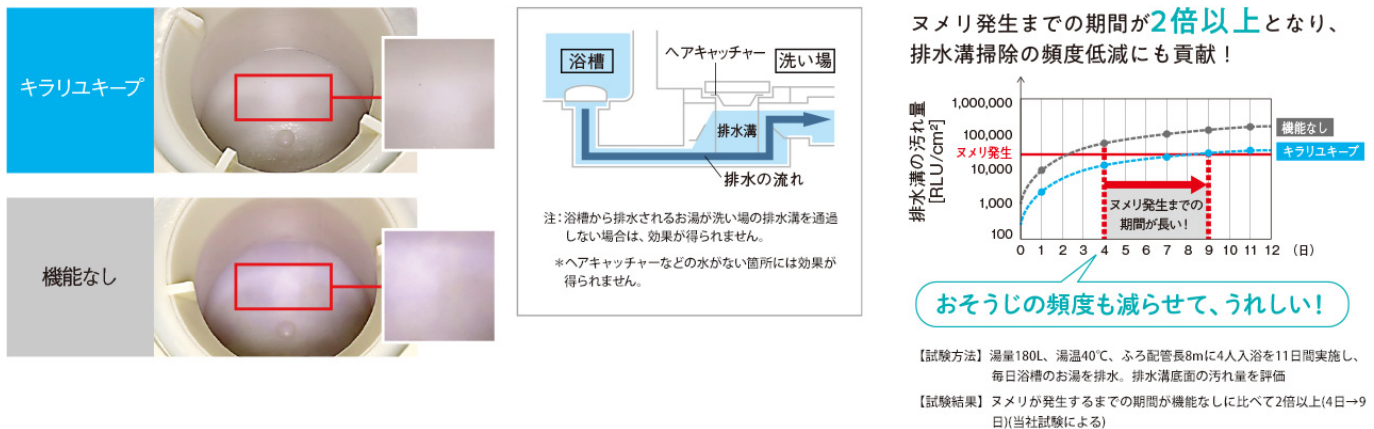 キラリユキープ
機能なし
浴槽
ヘアキャッチャー
洗い場
排水溝
排水の流れ
注：浴槽から排水されるお湯が洗い場の排水溝を通過
しない場合は、効果が得られません。
＊ヘアキャッチャーなどの水がない箇所には効果が
得られません。
ヌメリ発生までの期間が2倍以上となり、
排水溝掃除の頻度低減にも貢献！
排水溝の汚れ量
[RLU/cm²]
1,000,000
100,000
ヌメリ発生
10,000
1,000
100
機能なし
キラリユキープ
ヌメリ発生までの
期間が長い！
0 1 2 3 4 5 6 7 8 9 10 11 12 （日）
おそうじの頻度も減らせて、うれしい！
【試験方法】湯量180L、湯温40℃、ふろ配管長8mに4人入浴を11日間実施し、
毎日浴槽のお湯を排水。排水溝底面の汚れ量を評価
【試験結果】ヌメリが発生するまでの期間が機能なしに比べて2倍以上(4日→9
日)(当社試験による)